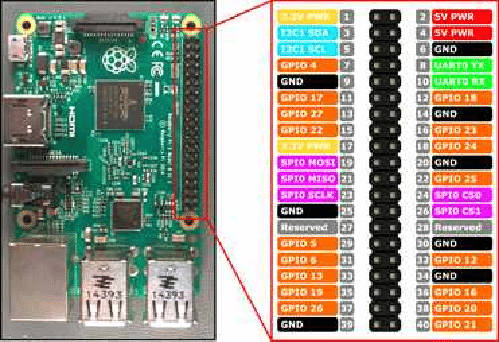 HDMI
14393
14393
3.3V PWR 1 2 5V PWR
I2C1 SDA 3 4 5V PWR
I2C1 SCL 5 6 GND
GPIO 4 7 8 UART0 TX
GND 9 10 UART0 RX
GPIO 17 11 12 GPIO 18
GPIO 27 13 14 GND
GPIO 22 15 16 GPIO 23
3.3V PWR 17 18 GPIO 24
SPI0 MOSI 19 20 GND
SPI0 MISO 21 22 GPIO 25
SPI0 SCLK 23 24 SPI0 CS0
GND 25 26 SPI0 CS1
Reserved 27 28 Reserved
GPIO 5 29 30 GND
GPIO 6 31 32 GPIO 12
GPIO 13 33 34 GND
GPIO 19 35 36 GPIO 16
GPIO 26 37 38 GPIO 20
GND 39 40 GPIO 21